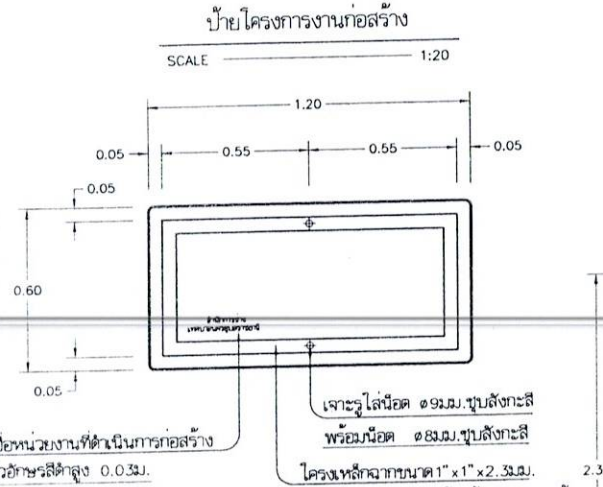 ป้ายโครงการงานก่อสร้าง
SCALE 1:20
1.20
0.05 0.55 0.55 0.05
0.05
0.60
0.05
เจาะรูใส่น๊อต ø9มม.ชุบสังกะสี
พร้อมน๊อต ø8มม.ชุบสังกะสี
หน่วยงานที่ดำเนินการก่อสร้าง
อักษรสีดำสูง 0.03ม.
โครงเหล็กฉากขนาด 1"x1"x2.3มม.
2.3